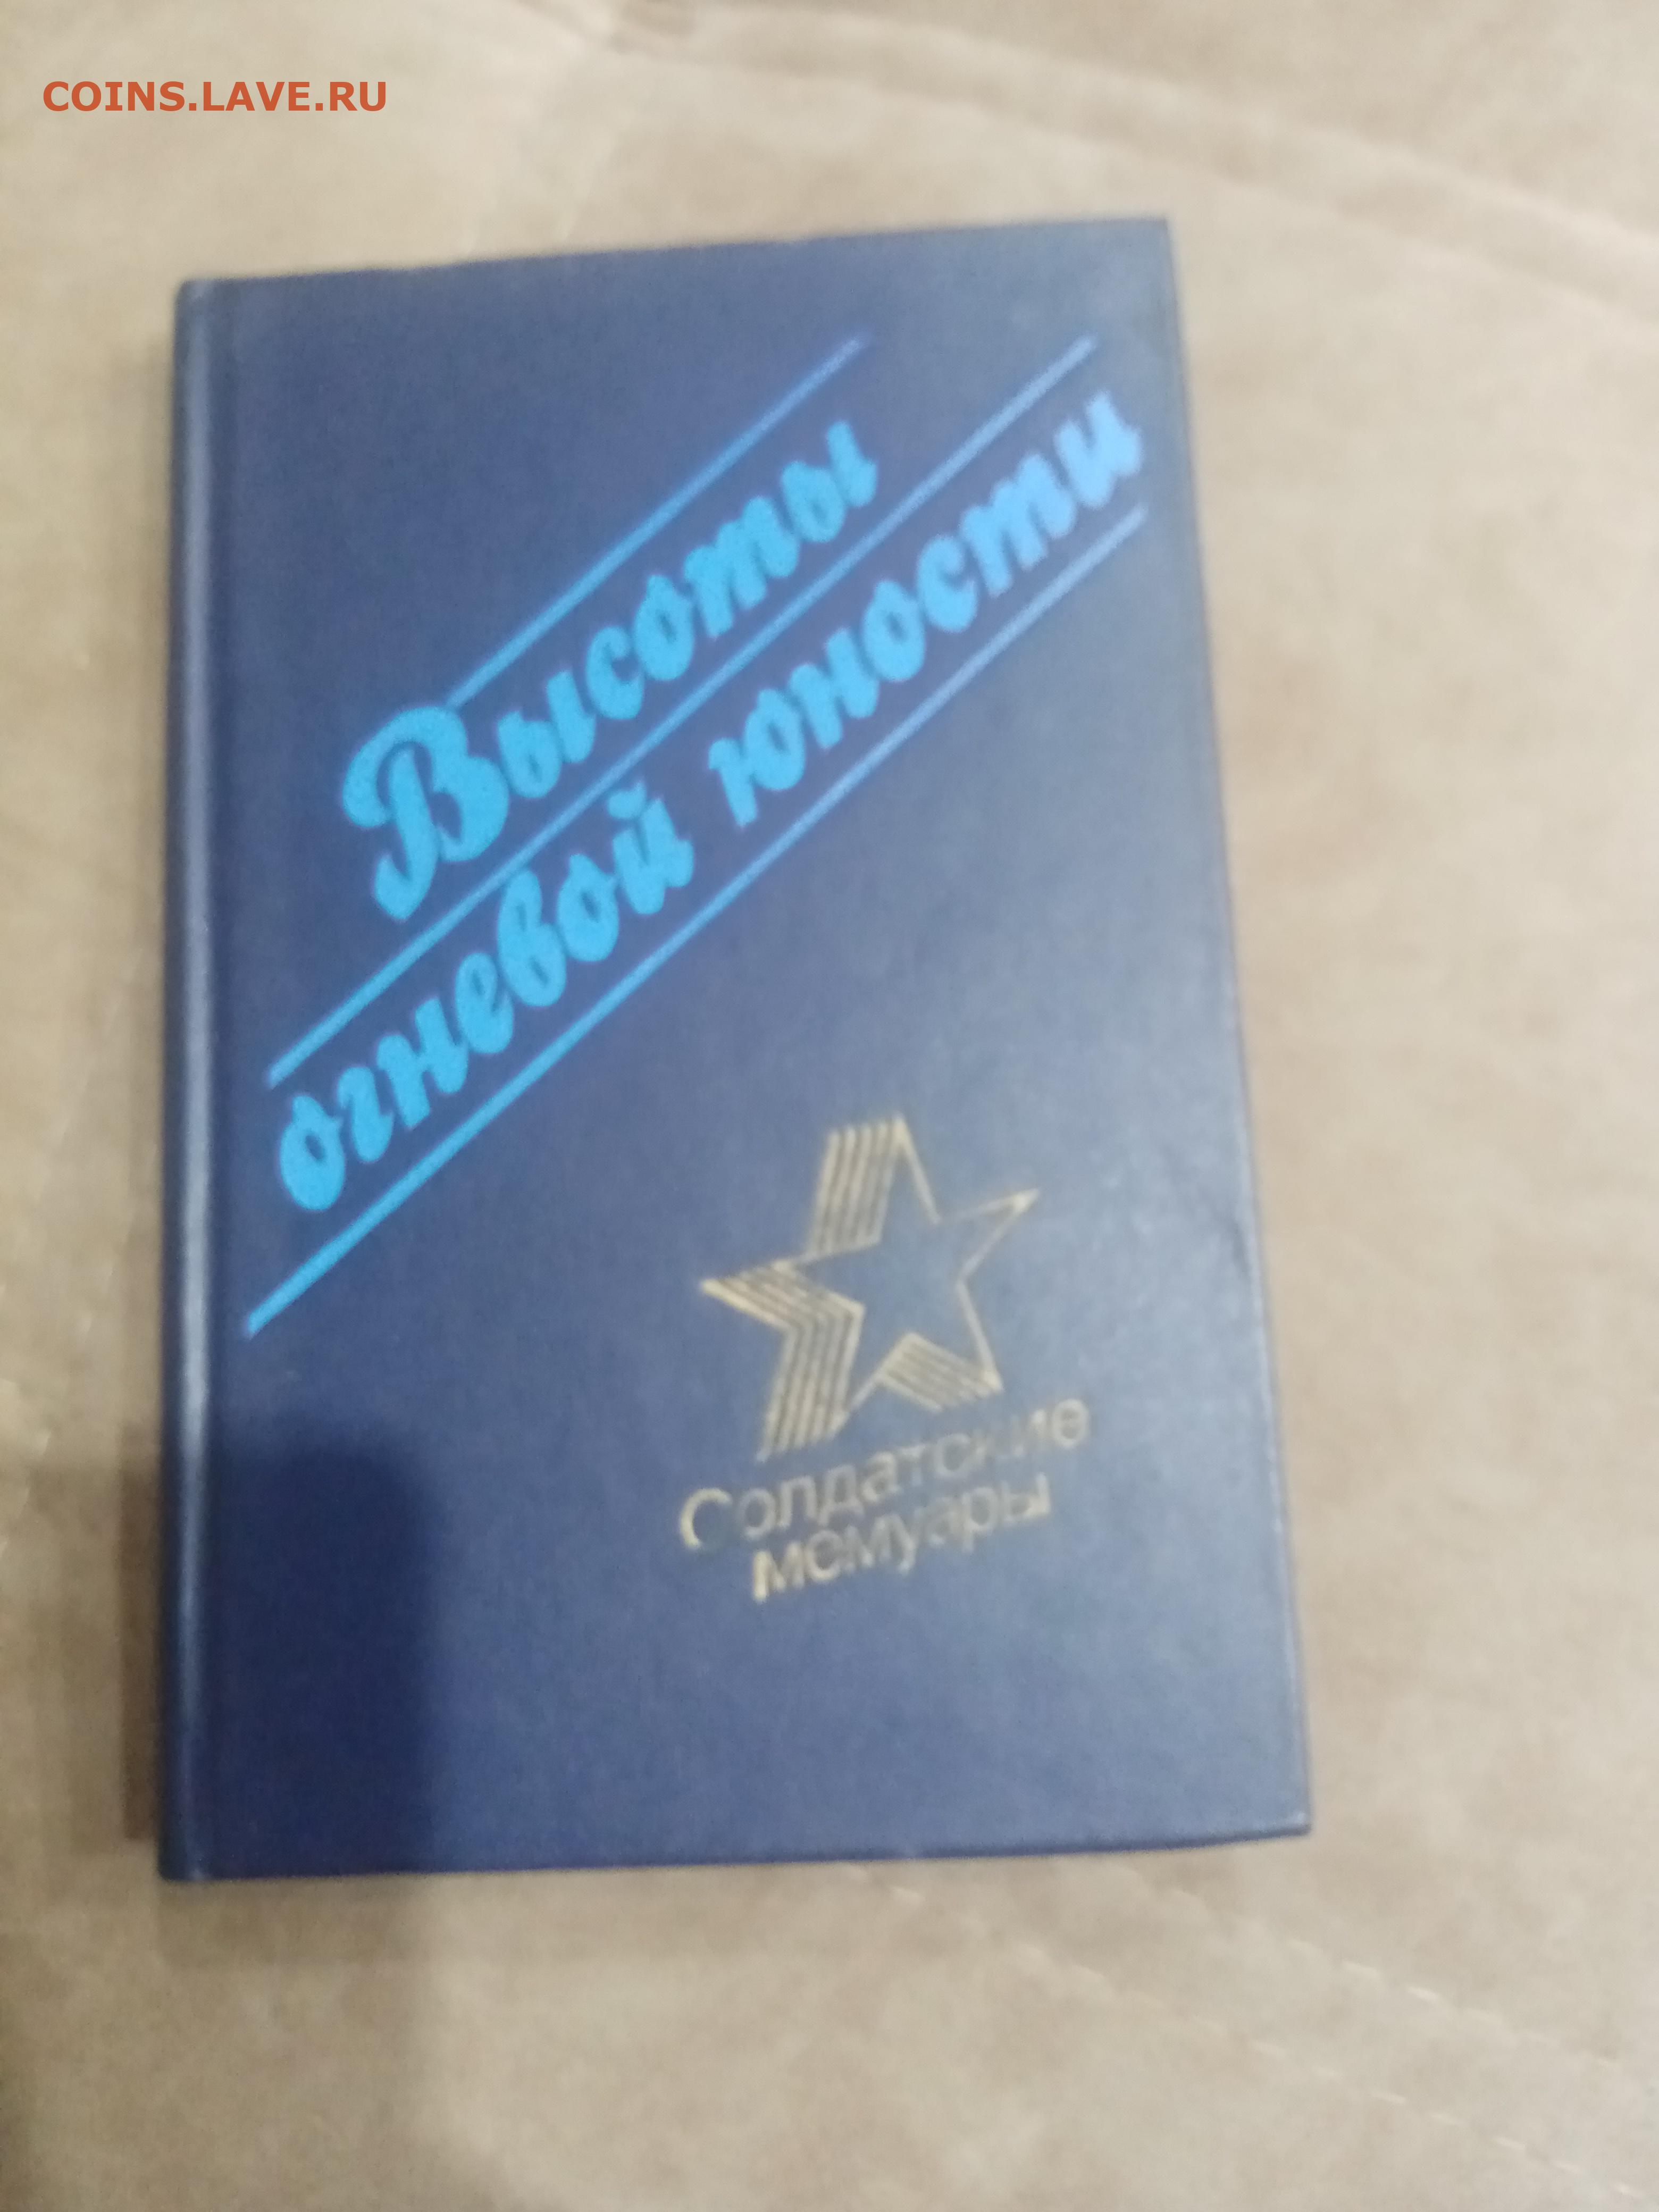 COINS.LAVE.RU
Высоты
огневой юности
Солдатские
мемуары